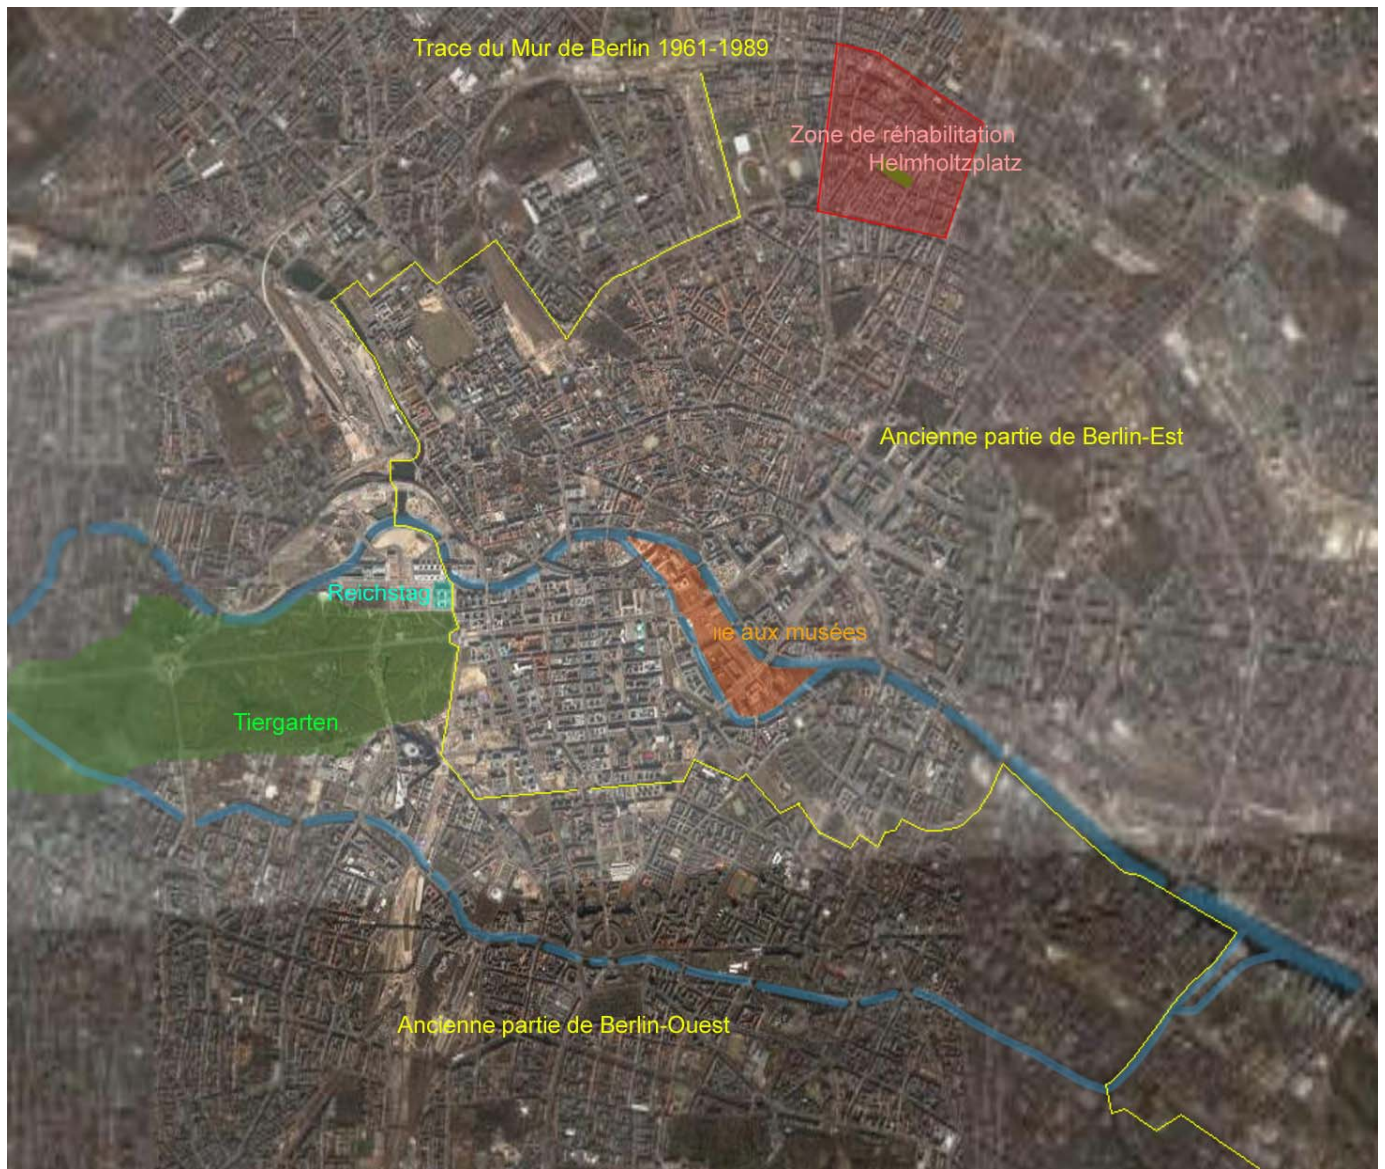 Trace du Mur de Berlin 1961-1989
Zone de réhabilitation
Helmholtzplatz
Ancienne partie de Berlin-Est
Reichstag
île aux musées
Tiergarten
Ancienne partie de Berlin-Ouest